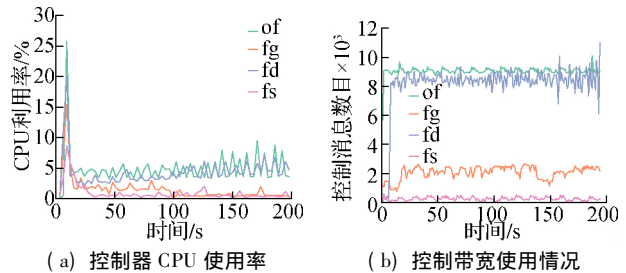 (a)
of
fg
fd
fs
CPU利用率/%
30
25
20
15
10
5
0
0 50 100 150 200
时间/s
(a) 控制器 CPU 使用率
控制消息数目×10³
12
10
8
6
4
2
0
of
fg
fd
fs
0 50 100 150 200
时间/s
(b) 控制带宽使用情况